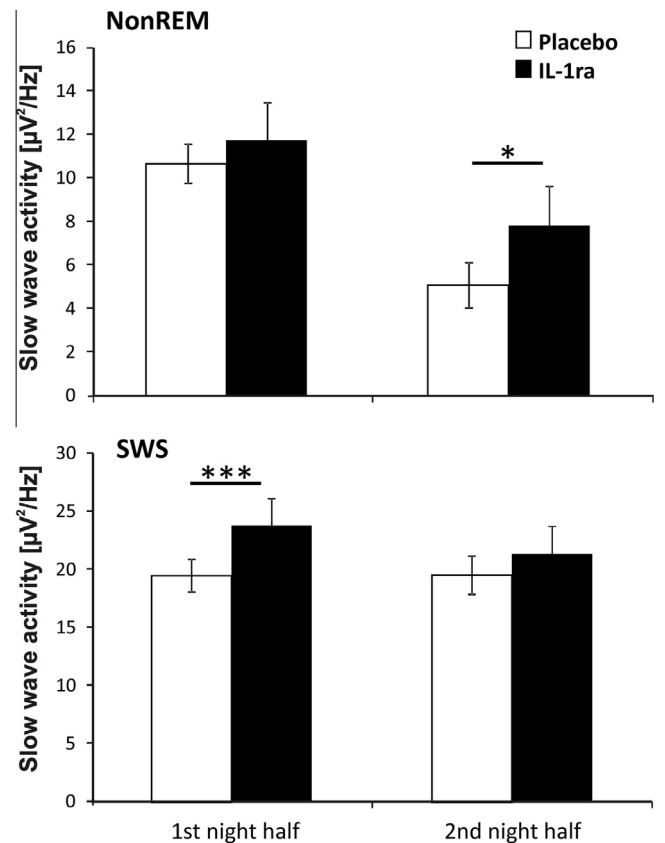 NonREM
Placebo
IL-1ra
Slow wave activity [µV²/Hz]
16
14
12
10
8
6
4
2
0
*
SWS
Slow wave activity [µV²/Hz]
30
25
20
15
10
5
0
***
1st night half
2nd night half